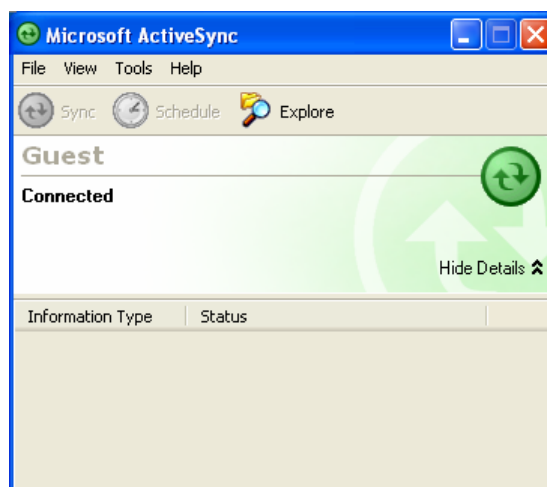 Microsoft ActiveSync
File View Tools Help
Sync Schedule Explore
Guest
Connected
Hide Details
Information Type Status